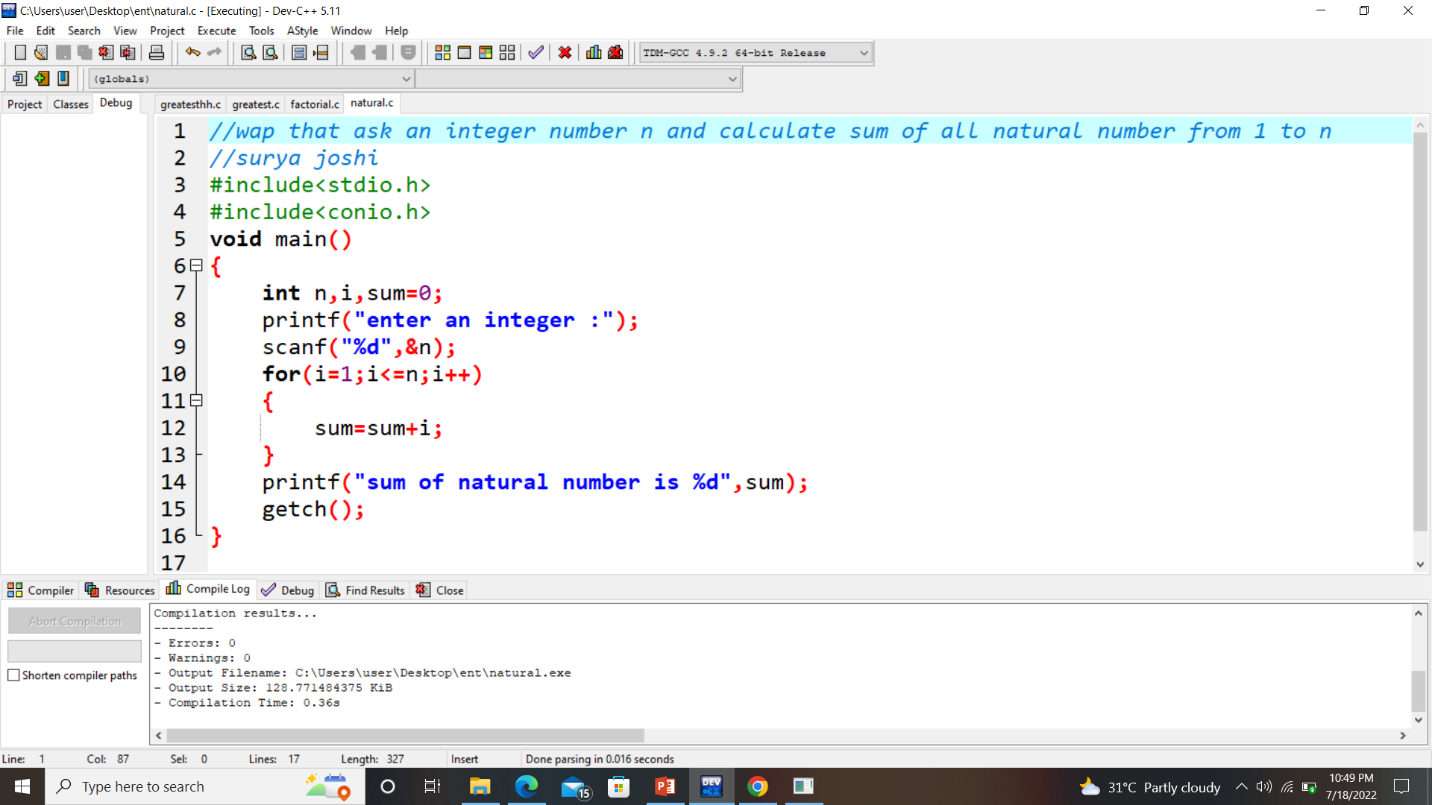 C:\Users\user\Desktop\ent\natural.c - [Executing] - Dev-C++ 5.11
File Edit Search View Project Execute Tools AStyle Window Help
TDM-GCC 4.9.2 64-bit Release
(globals)
Project Classes Debug
greatesthh.c greatest.c factorial.c natural.c
1 //wap that ask an integer number n and calculate sum of all natural number from 1 to n
2 //surya joshi
3 #include<stdio.h>
4 #include<conio.h>
5 void main()
6 {
7 int n,i,sum=0;
8 printf("enter an integer :");
9 scanf("%d",&n);
10 for(i=1;i<=n;i++)
11 {
12 sum=sum+i;
13 }
14 printf("sum of natural number is %d",sum);
15 getch();
16 }
17
Compiler Resources Compile Log Debug Find Results Close
Abort Compilation
Shorten compiler paths
Compilation results...
--------
- Errors: 0
- Warnings: 0
- Output Filename: C:\Users\user\Desktop\ent\natural.exe
- Output Size: 128.771484375 KiB
- Compilation Time: 0.36s
Line: 1 Col: 87 Sel: 0 Lines: 17 Length: 327 Insert Done parsing in 0.016 seconds
Type here to search
15
DEV
31°C Partly cloudy
10:49 PM
7/18/2022